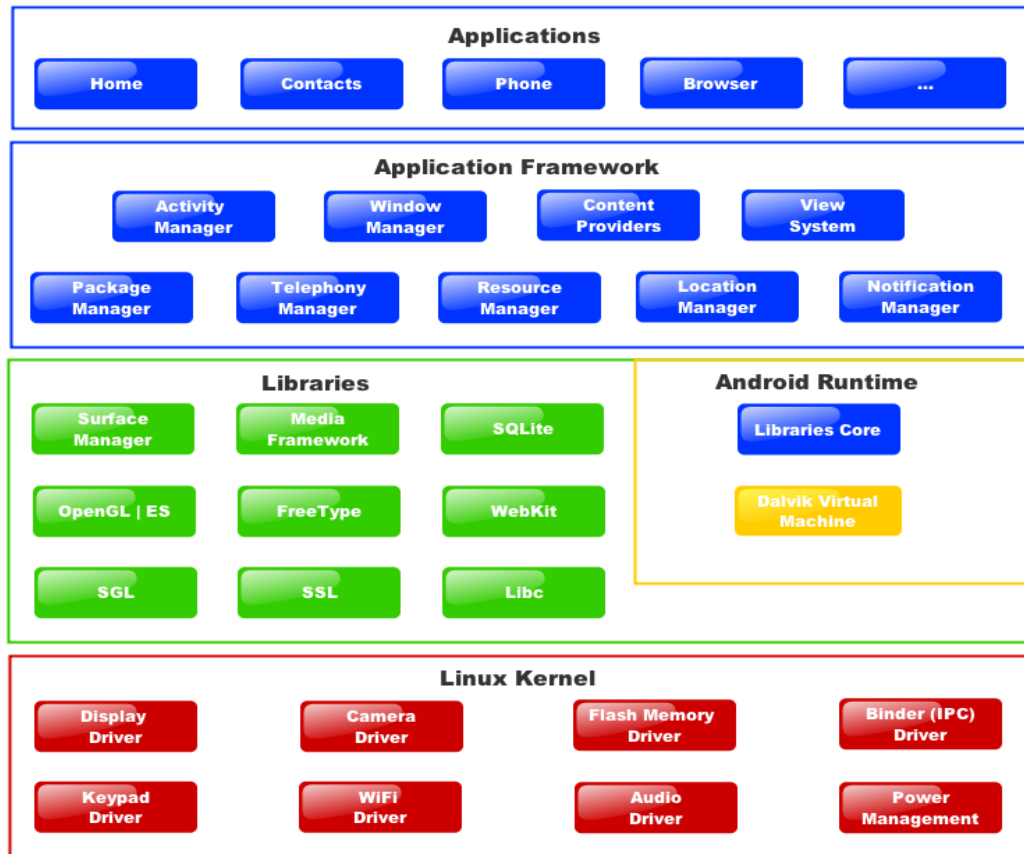 Applications
Home
Contacts
Phone
Browser
...
Application Framework
Activity
Manager
Window
Manager
Content
Providers
View
System
Package
Manager
Telephony
Manager
Resource
Manager
Location
Manager
Notification
Manager
Libraries
Surface
Manager
Media
Framework
SQLite
OpenGL | ES
FreeType
WebKit
SGL
SSL
Libc
Android Runtime
Libraries Core
Dalvik Virtual
Machine
Linux Kernel
Display
Driver
Camera
Driver
Flash Memory
Driver
Binder (IPC)
Driver
Keypad
Driver
WiFi
Driver
Audio
Driver
Power
Management